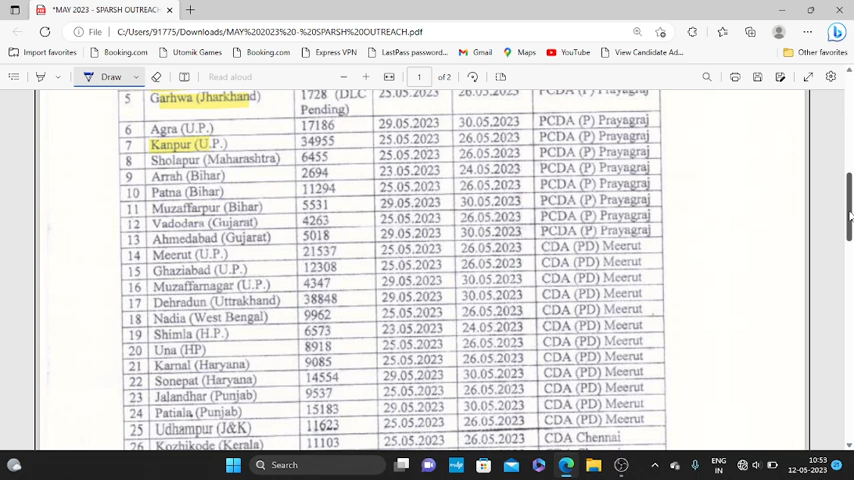 *MAY 2023 - SPARSH OUTREACH.p
File | C:/Users/91775/Downloads/MAY%202023%20-%20SPARSH%20OUTREACH.pdf
Import favorites Booking.com Utomik Games Booking.com Express VPN LastPass password... Gmail Maps YouTube View Candidate Ad... Other favorites
Draw Read aloud 1 of 2
5 Garhwa (Jharkhand) 1728 (DLC Pending) 25.05.2023 26.05.2023 PCDA (P) Prayagraj
6 Agra (U.P.) 17186 29.05.2023 30.05.2023 PCDA (P) Prayagraj
7 Kanpur (U.P.) 34955 25.05.2023 26.05.2023 PCDA (P) Prayagraj
8 Sholapur (Maharashtra) 6455 25.05.2023 26.05.2023 PCDA (P) Prayagraj
9 Arrah (Bihar) 2694 23.05.2023 24.05.2023 PCDA (P) Prayagraj
10 Patna (Bihar) 11294 25.05.2023 26.05.2023 PCDA (P) Prayagraj
11 Muzaffarpur (Bihar) 5531 29.05.2023 30.05.2023 PCDA (P) Prayagraj
12 Vadodara (Gujarat) 4263 25.05.2023 26.05.2023 PCDA (P) Prayagraj
13 Ahmedabad (Gujarat) 5018 29.05.2023 30.05.2023 PCDA (P) Prayagraj
14 Meerut (U.P.) 21537 25.05.2023 26.05.2023 CDA (PD) Meerut
15 Ghaziabad (U.P.) 12308 25.05.2023 26.05.2023 CDA (PD) Meerut
16 Muzaffarnagar (U.P.) 4347 29.05.2023 30.05.2023 CDA (PD) Meerut
17 Dehradun (Uttrakhand) 38848 29.05.2023 30.05.2023 CDA (PD) Meerut
18 Nadia (West Bengal) 9962 25.05.2023 26.05.2023 CDA (PD) Meerut
19 Shimla (H.P.) 6573 23.05.2023 24.05.2023 CDA (PD) Meerut
20 Una (HP) 8918 25.05.2023 26.05.2023 CDA (PD) Meerut
21 Karnal (Haryana) 9085 25.05.2023 26.05.2023 CDA (PD) Meerut
22 Sonepat (Haryana) 14554 29.05.2023 30.05.2023 CDA (PD) Meerut
23 Jalandhar (Punjab) 9537 25.05.2023 26.05.2023 CDA (PD) Meerut
24 Patiala (Punjab) 15183 29.05.2023 30.05.2023 CDA (PD) Meerut
25 Udhampur (J&K) 11623 25.05.2023 26.05.2023 CDA (PD) Meerut
26 Kozhikode (Kerala) 11103 25.05.2023 26.05.2023 CDA Chennai
Search ENG IN 10:53 12-05-2023